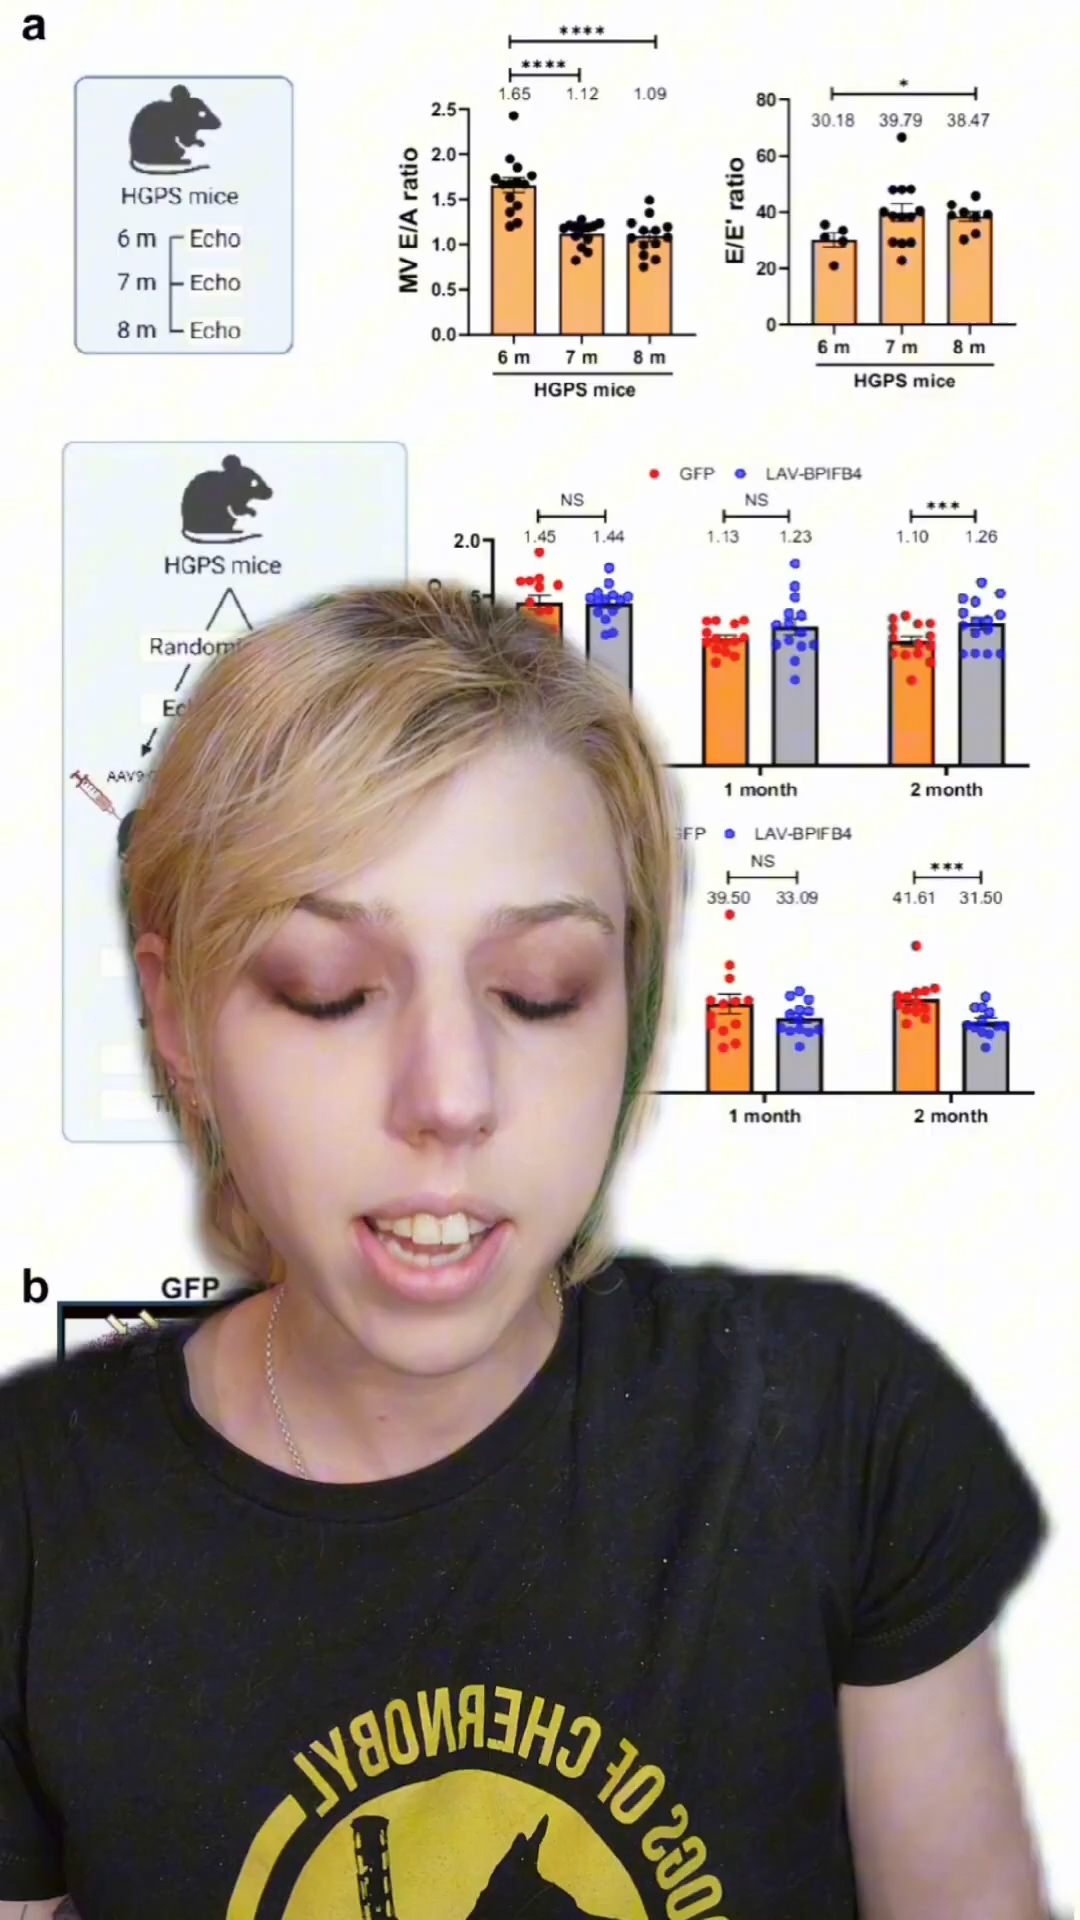 a
HGPS mice
6 m Echo
7 m Echo
8 m Echo
****
****
1.65 1.12 1.09
MV E/A ratio
2.5
2.0
1.5
1.0
0.5
0.0
6 m 7 m 8 m
HGPS mice
*
30.18 39.79 38.47
E/E' ratio
80
60
40
20
0
6 m 7 m 8 m
HGPS mice
HGPS mice
GFP LAV-BPIFB4
NS NS ***
1.45 1.44 1.13 1.23 1.10 1.26
2.0
1 month 2 month
LAV-BPIFB4
NS ***
39.50 33.09 41.61 31.50
1 month 2 month
b
GFP
DOGS OF CHERNOBYL